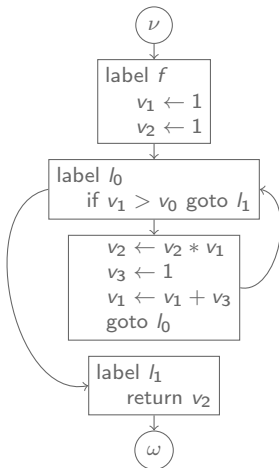 ν
label f
v₁ ← 1
v₂ ← 1
label l₀
if v₁ > v₀ goto l₁
v₂ ← v₂ * v₁
v₃ ← 1
v₁ ← v₁ + v₃
goto l₀
label l₁
return v₂
ω